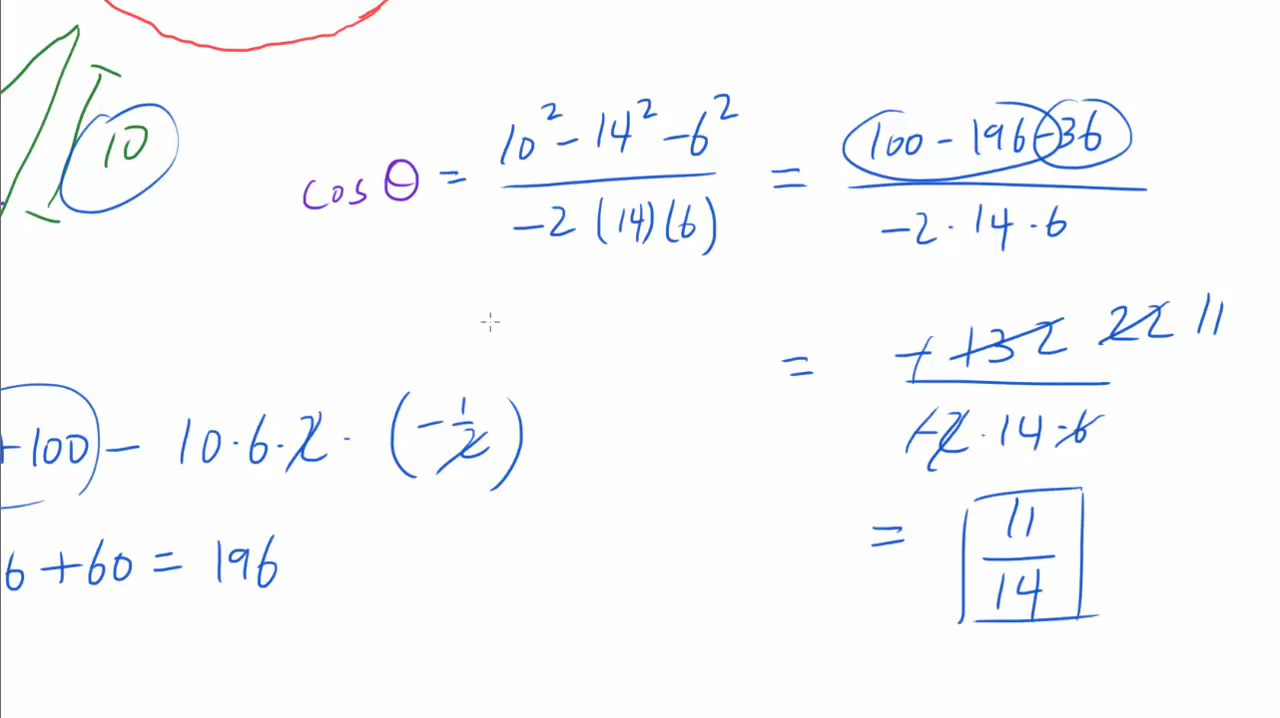 10
cos θ = (10² - 14² - 6²) / (-2 (14)(6)) = (100 - 196 - 36) / (-2 · 14 · 6)
= (-132 22 11) / (-2 · 14 · 6)
= 11/14
+100 - 10 · 6 · 2 · (-1/2)
6 + 60 = 196